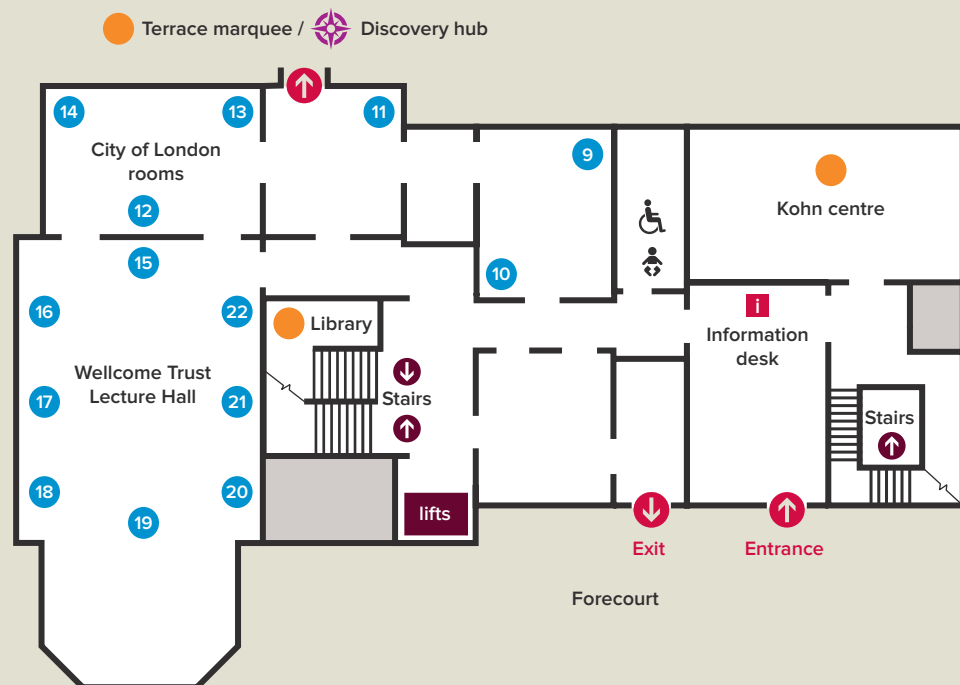 Terrace marquee / Discovery hub
14
13
11
City of London
rooms
9
Kohn centre
12
15
10
16
22
Library
i
Information
desk
Wellcome Trust
Lecture Hall
17
21
Stairs
Stairs
18
20
19
lifts
Exit
Entrance
Forecourt